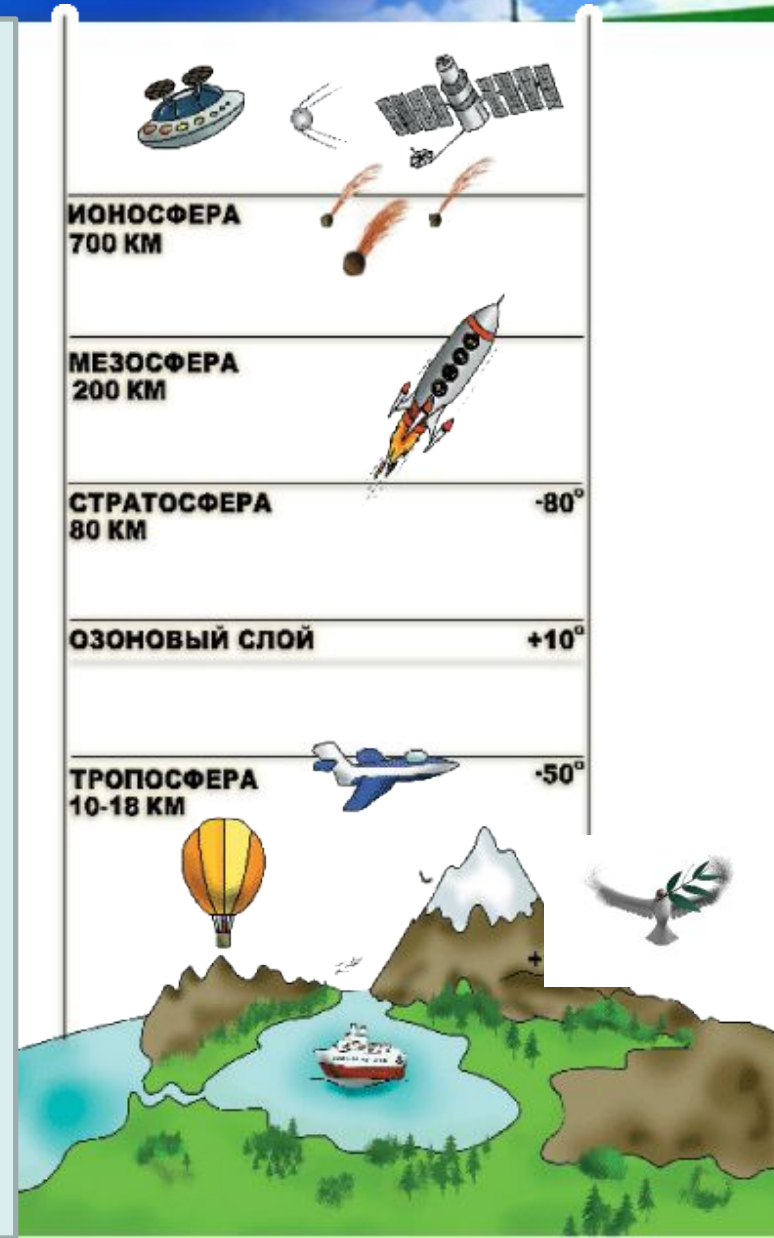 ИОНОСФЕРА
700 КМ
МЕЗОСФЕРА
200 КМ
СТРАТОСФЕРА -80°
80 КМ
ОЗОНОВЫЙ СЛОЙ +10°
ТРОПОСФЕРА -50°
10-18 КМ
+